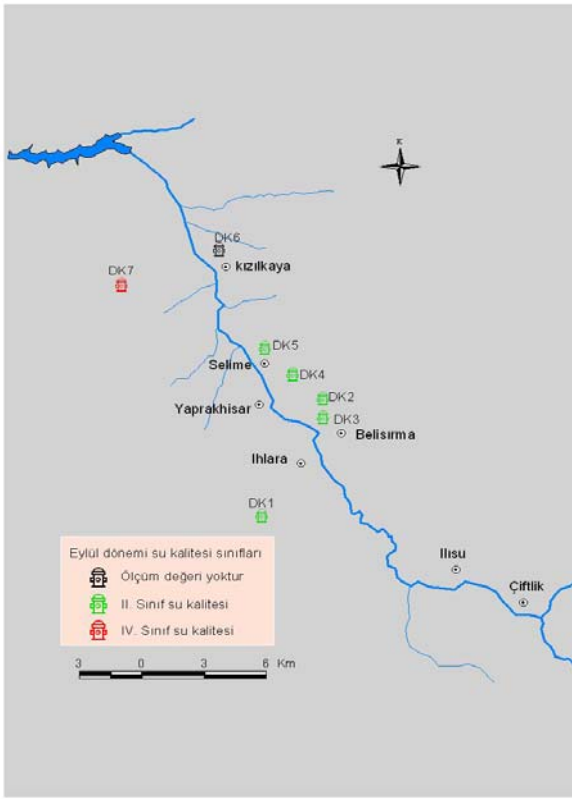 K
DK6
kızılkaya
DK7
DK5
Selime
DK4
DK2
Yaprakhisar
DK3
Belisırma
Ihlara
DK1
Ilısu
Çiftlik
Eylül dönemi su kalitesi sınıfları
Ölçüm değeri yoktur
II. Sınıf su kalitesi
IV. Sınıf su kalitesi
3 0 3 6 Km